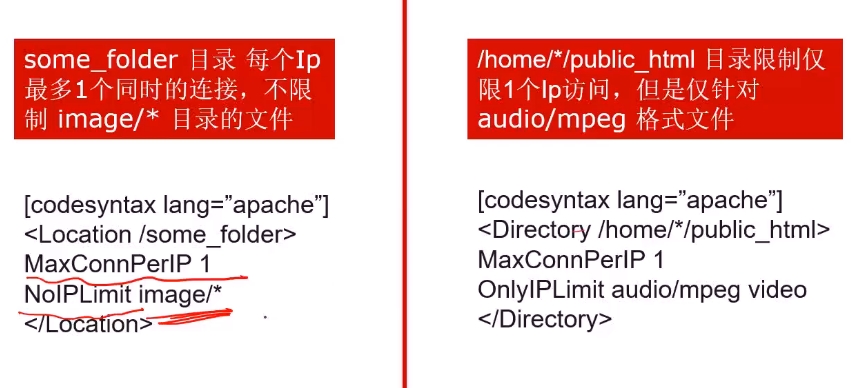 some_folder 目录 每个Ip
最多1个同时的连接，不限
制 image/* 目录的文件
[codesyntax lang=”apache”]
<Location /some_folder>
MaxConnPerIP 1
NoIPLimit image/*
</Location>
/home/*/public_html 目录限制仅
限1个Ip访问，但是仅针对
audio/mpeg 格式文件
[codesyntax lang=”apache”]
<Directory /home/*/public_html>
MaxConnPerIP 1
OnlyIPLimit audio/mpeg video
</Directory>